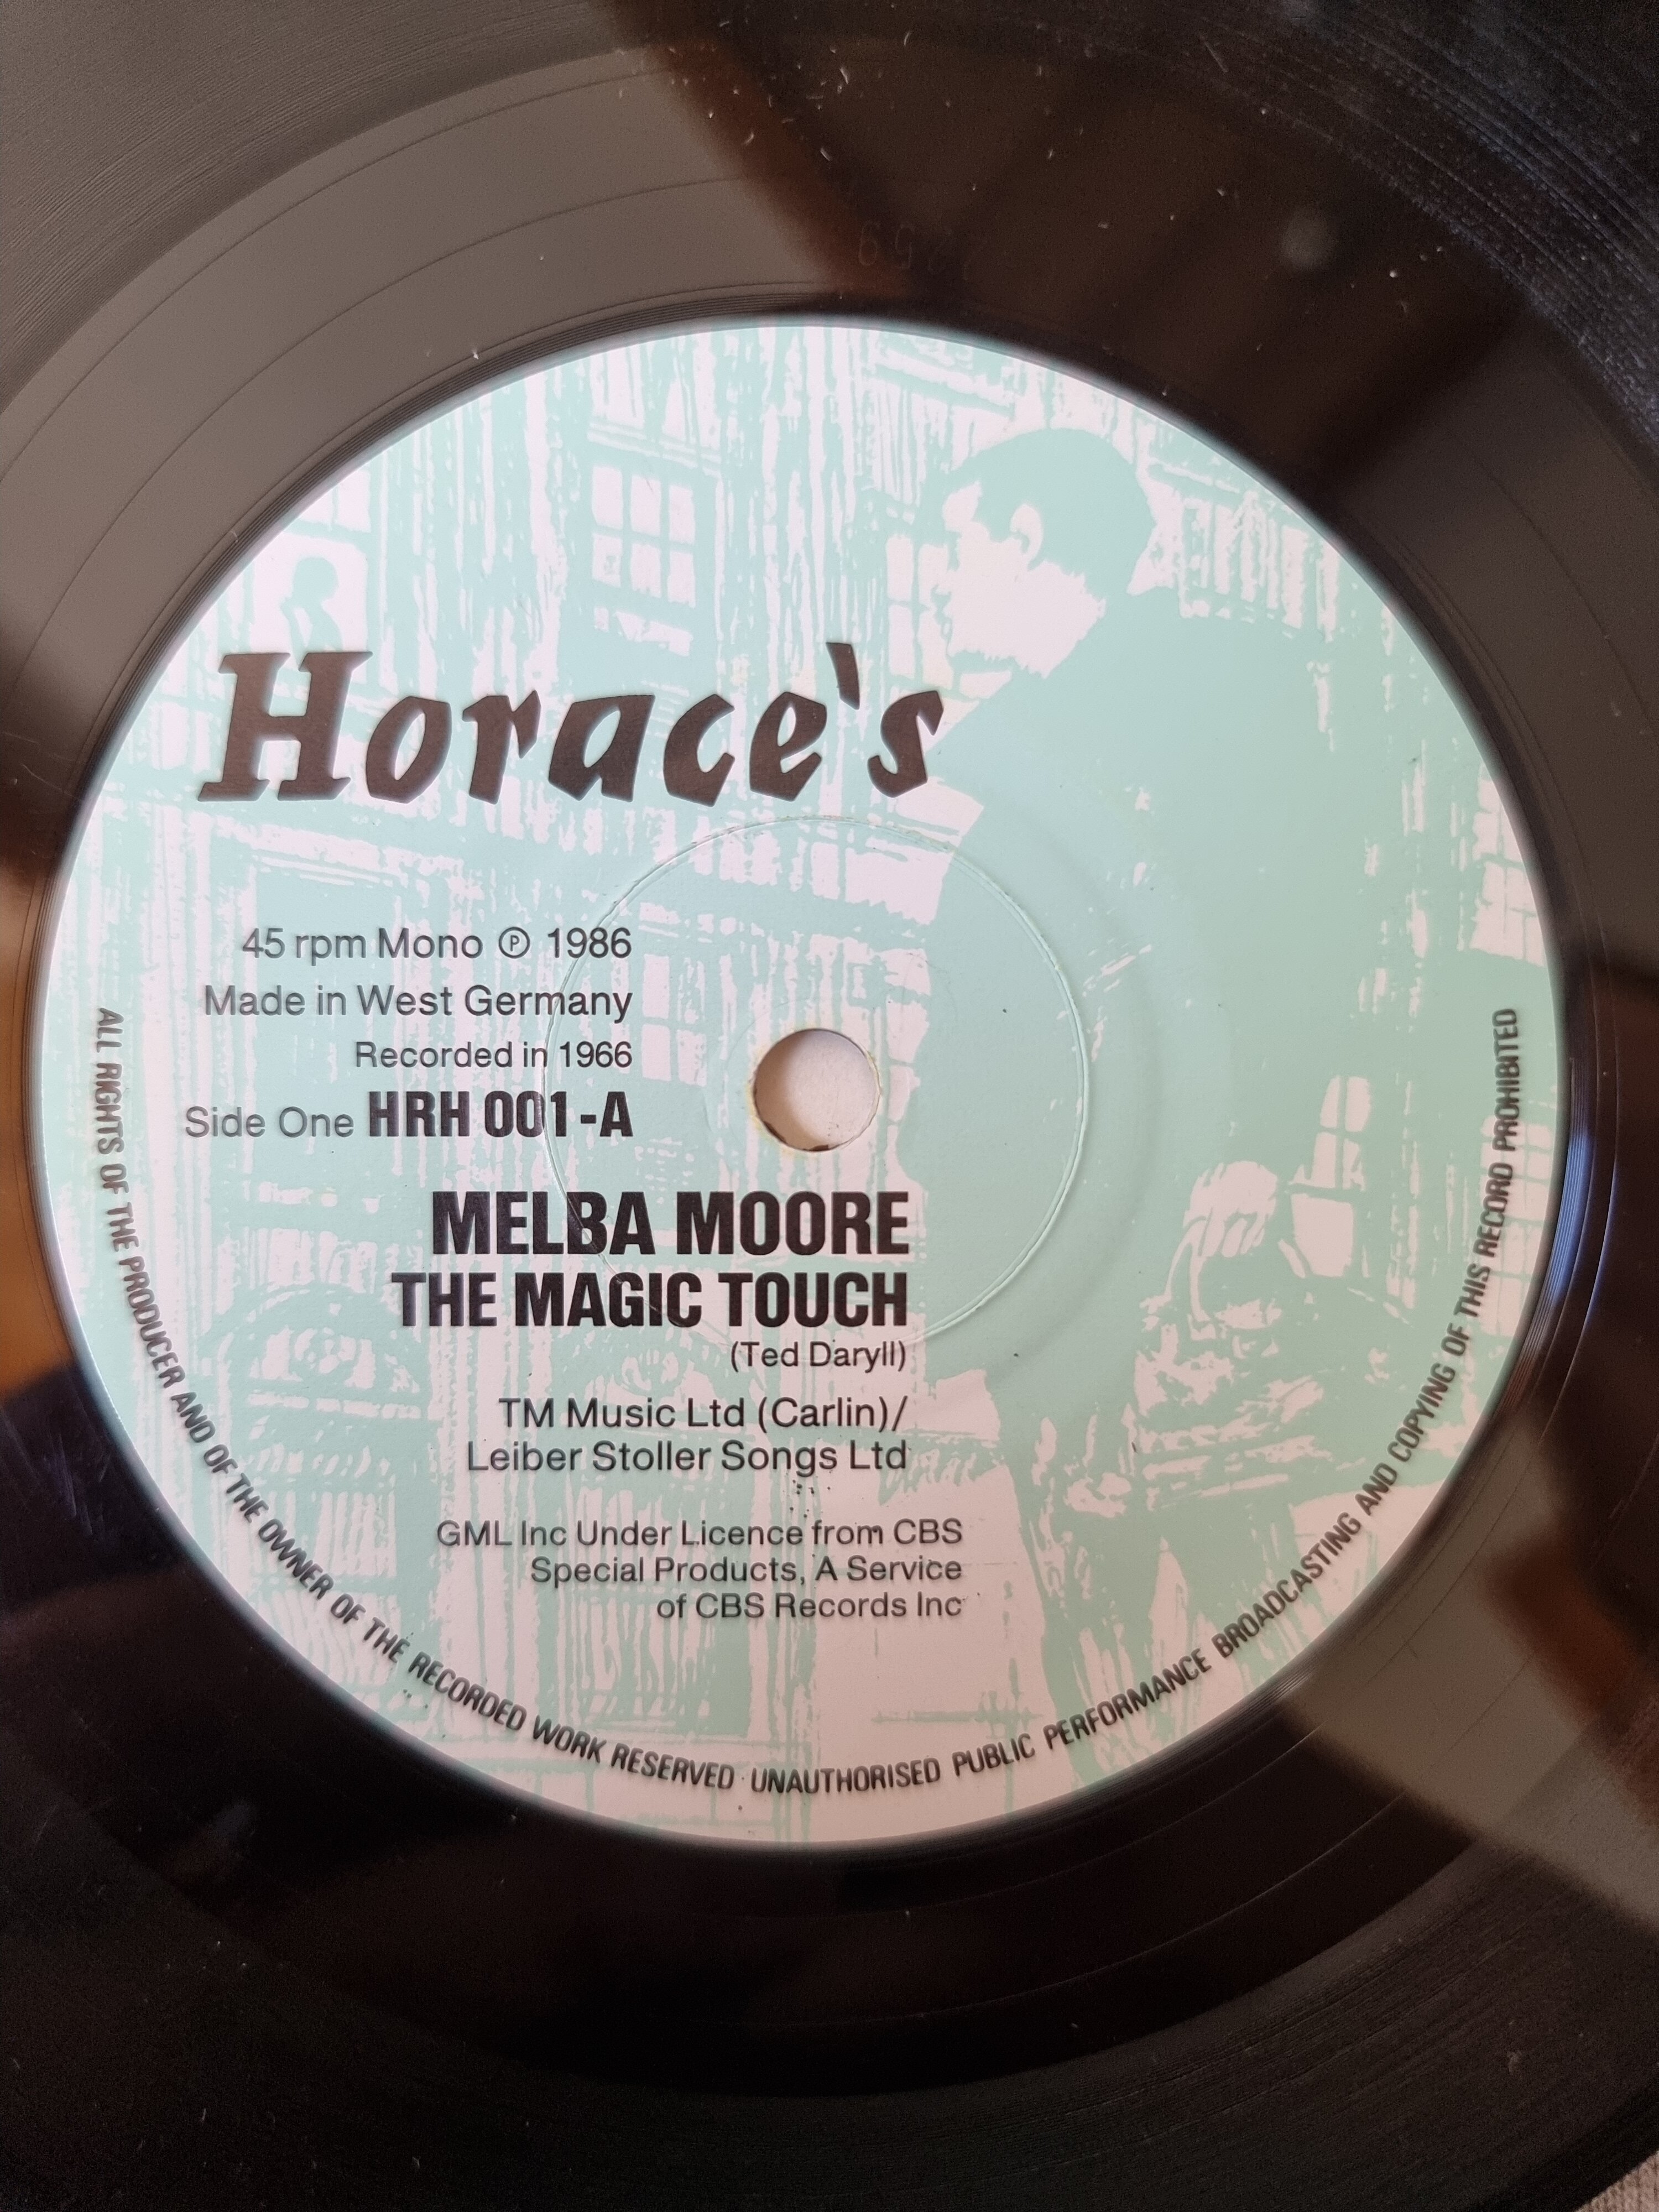 Horace's
45 rpm Mono ℗ 1986
Made in West Germany
Recorded in 1966
Side One HRH 001-A
MELBA MOORE
THE MAGIC TOUCH
(Ted Daryll)
TM Music Ltd (Carlin)/
Leiber Stoller Songs Ltd
GML Inc Under Licence from CBS
Special Products, A Service
of CBS Records Inc
ALL RIGHTS OF THE PRODUCER AND OF THE OWNER OF THE RECORDED WORK RESERVED · UNAUTHORISED PUBLIC PERFORMANCE BROADCASTING AND COPYING OF THIS RECORD PROHIBITED